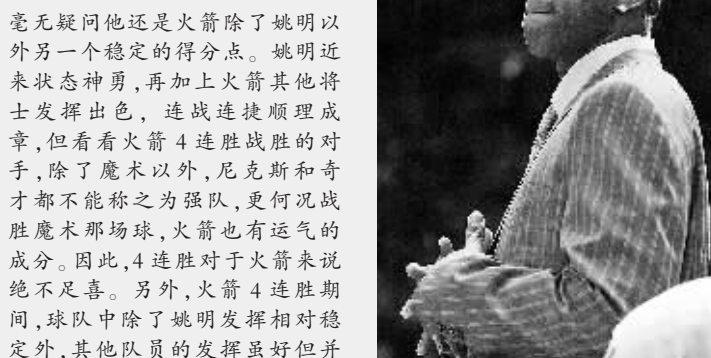 毫无疑问他还是火箭除了姚明以
外另一个稳定的得分点。姚明近
来状态神勇,再加上火箭其他将
士发挥出色，连战连捷顺理成
章,但看看火箭 4 连胜战胜的对
手,除了魔术以外,尼克斯和奇
才都不能称之为强队,更何况战
胜魔术那场球,火箭也有运气的
成分。因此,4 连胜对于火箭来说
绝不足喜。另外,火箭 4 连胜期
间,球队中除了姚明发挥相对稳
定外,其他队员的发挥虽好但并